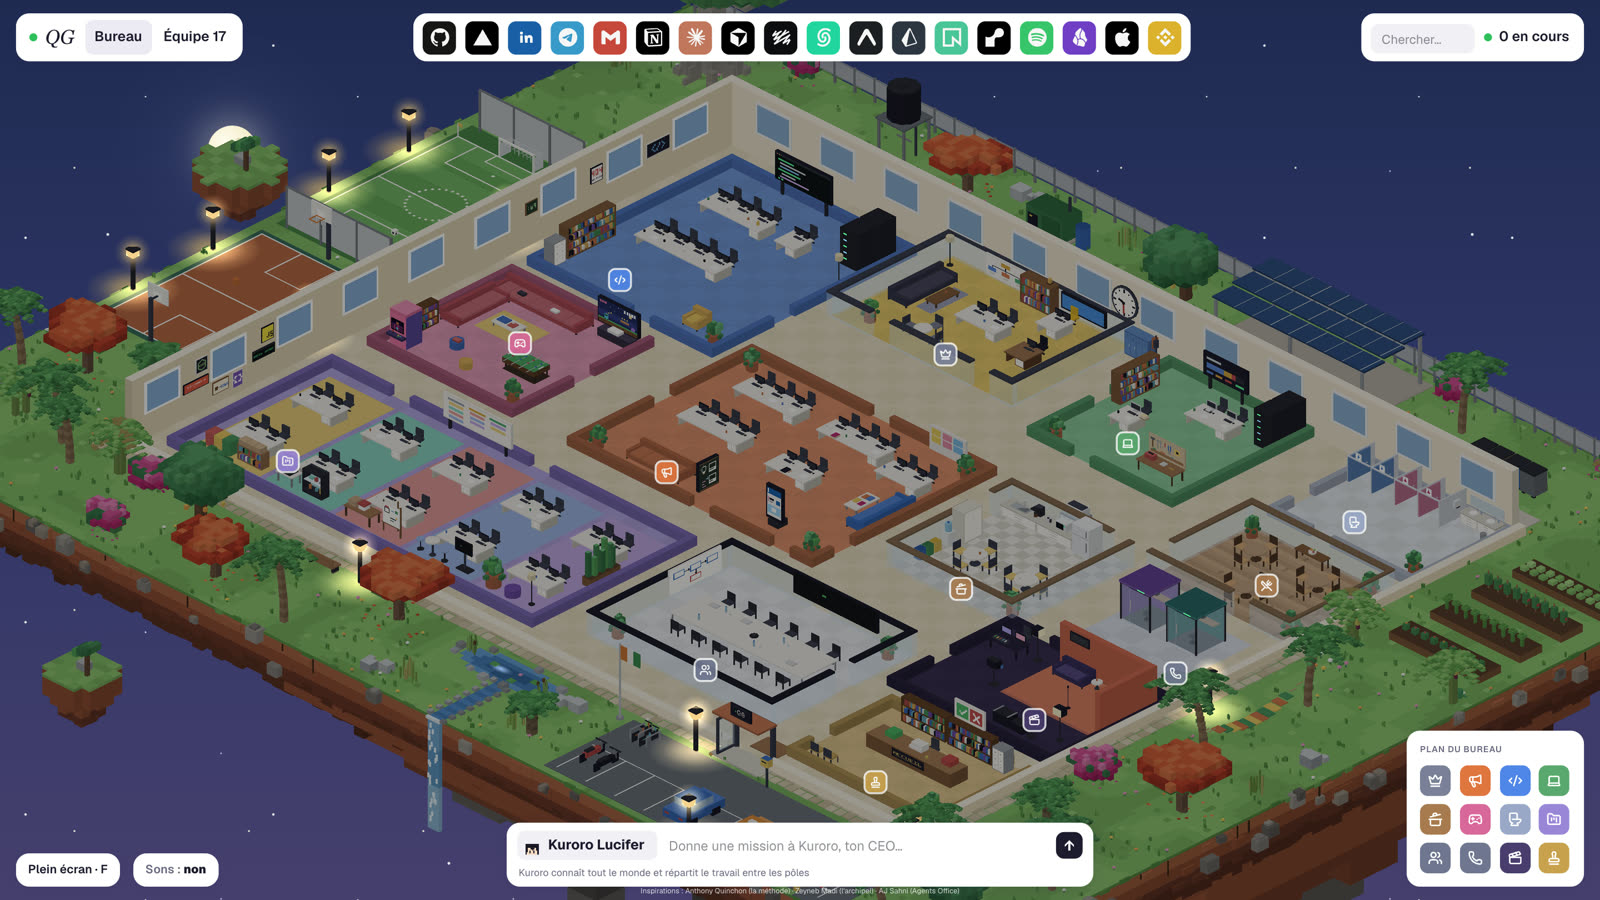 QG Bureau Équipe 17
in
Chercher...
0 en cours
JS
PLAN DU BUREAU
Kuroro Lucifer
Donne une mission à Kuroro, ton CEO...
Kuroro connaît tout le monde et répartit le travail entre les pôles
Plein écran · F
Sons : non
Inspirations : Anthony Quinchon (la méthode) · Zeyneb Madi (l'archipel) · AJ Sahni (Agents Office)